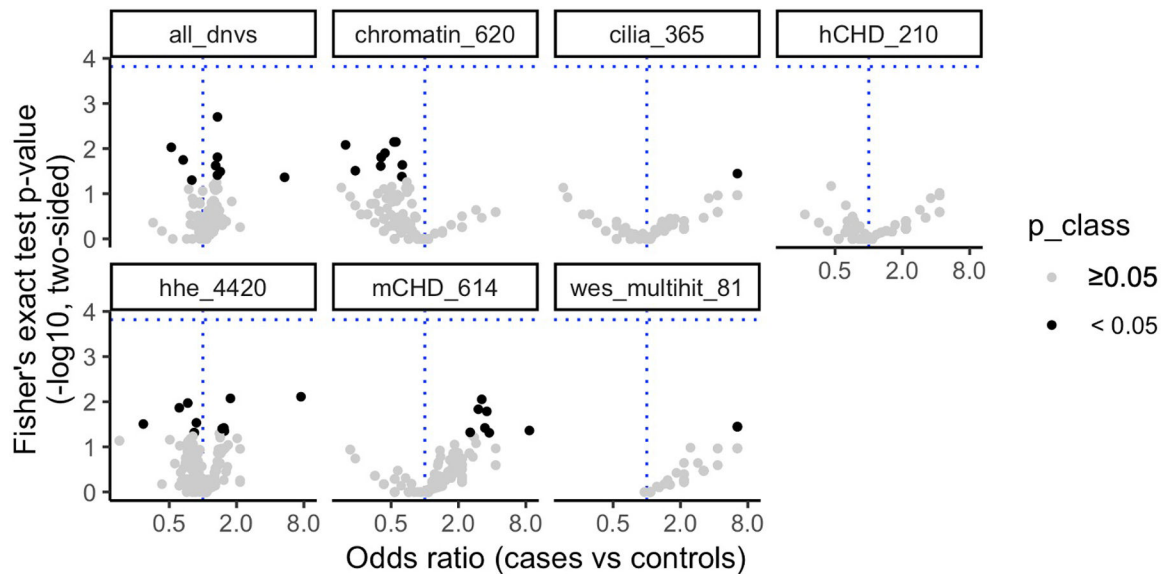 all_dnvs
chromatin_620
cilia_365
hCHD_210
4
3
2
1
0
0.5 2.0 8.0
hhe_4420
mCHD_614
wes_multihit_81
4
3
2
1
0
0.5 2.0 8.0
0.5 2.0 8.0
0.5 2.0 8.0
Fisher's exact test p-value
(-log10, two-sided)
Odds ratio (cases vs controls)
p_class
≥0.05
< 0.05